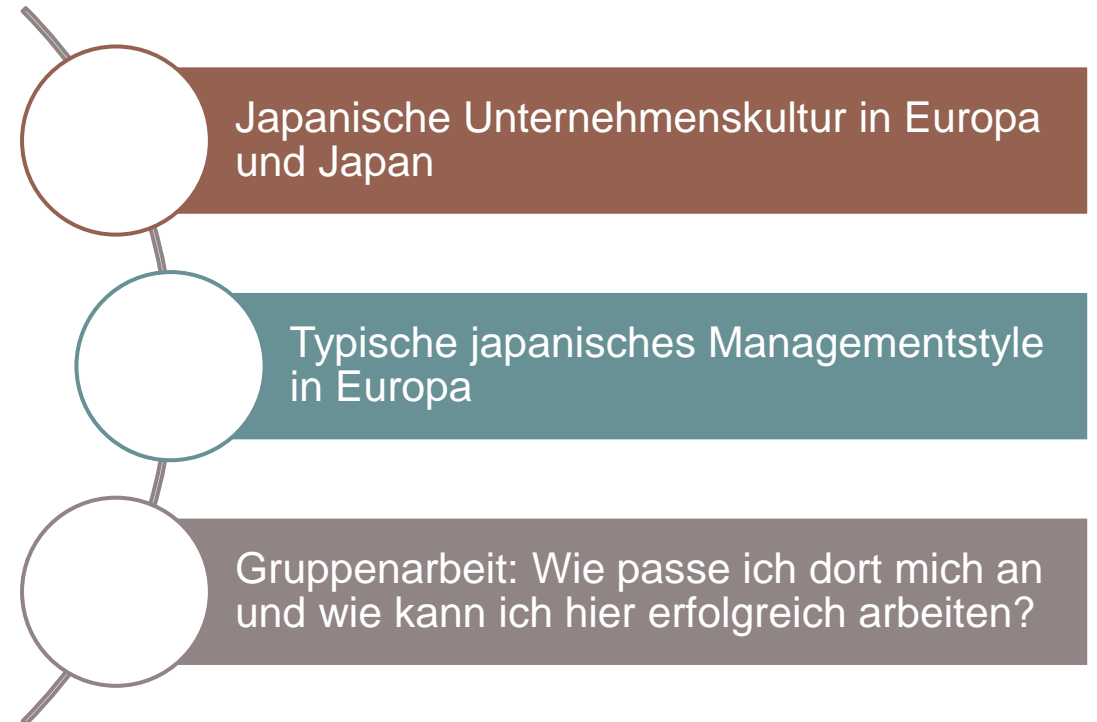 Japanische Unternehmenskultur in Europa
und Japan
Typische japanisches Managementstyle
in Europa
Gruppenarbeit: Wie passe ich dort mich an
und wie kann ich hier erfolgreich arbeiten?